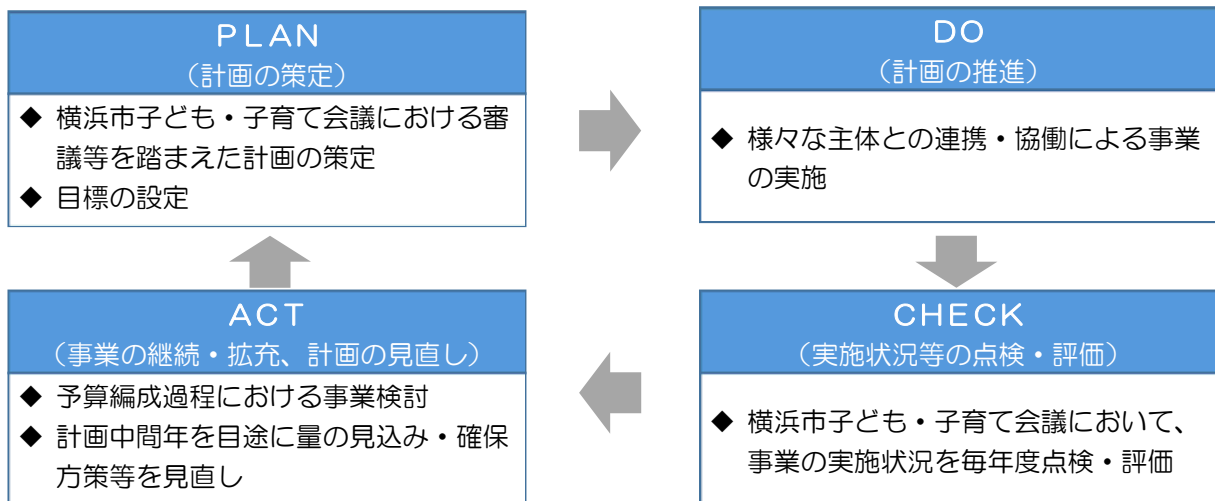 PLAN
（計画の策定）
◆ 横浜市子ども・子育て会議における審
議等を踏まえた計画の策定
◆ 目標の設定
DO
（計画の推進）
◆ 様々な主体との連携・協働による事業
の実施
ACT
（事業の継続・拡充、計画の見直し）
◆ 予算編成過程における事業検討
◆ 計画中間年を目途に量の見込み・確保
方策等を見直し
CHECK
（実施状況等の点検・評価）
◆ 横浜市子ども・子育て会議において、
事業の実施状況を毎年度点検・評価